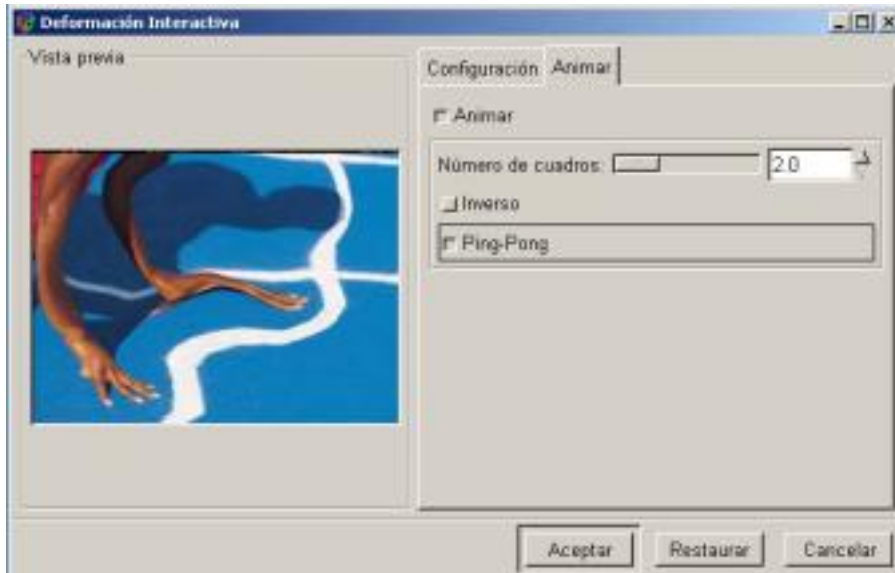 Deformación Interactiva
Vista previa
Configuración Animar
Animar
Número de cuadros: 2.0
Inverso
Ping-Pong
Aceptar Restaurar Cancelar